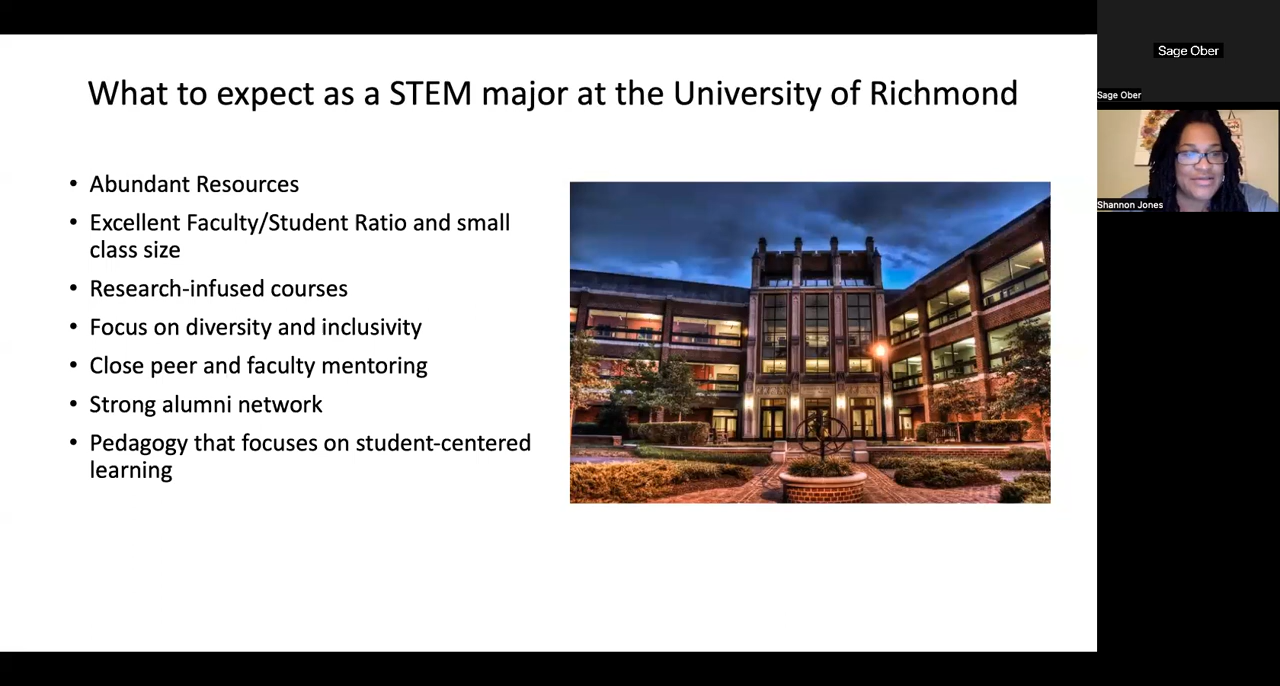 What to expect as a STEM major at the University of Richmond
• Abundant Resources
• Excellent Faculty/Student Ratio and small
class size
• Research-infused courses
• Focus on diversity and inclusivity
• Close peer and faculty mentoring
• Strong alumni network
• Pedagogy that focuses on student-centered
learning
Sage Ober
Sage Ober
Shannon Jones